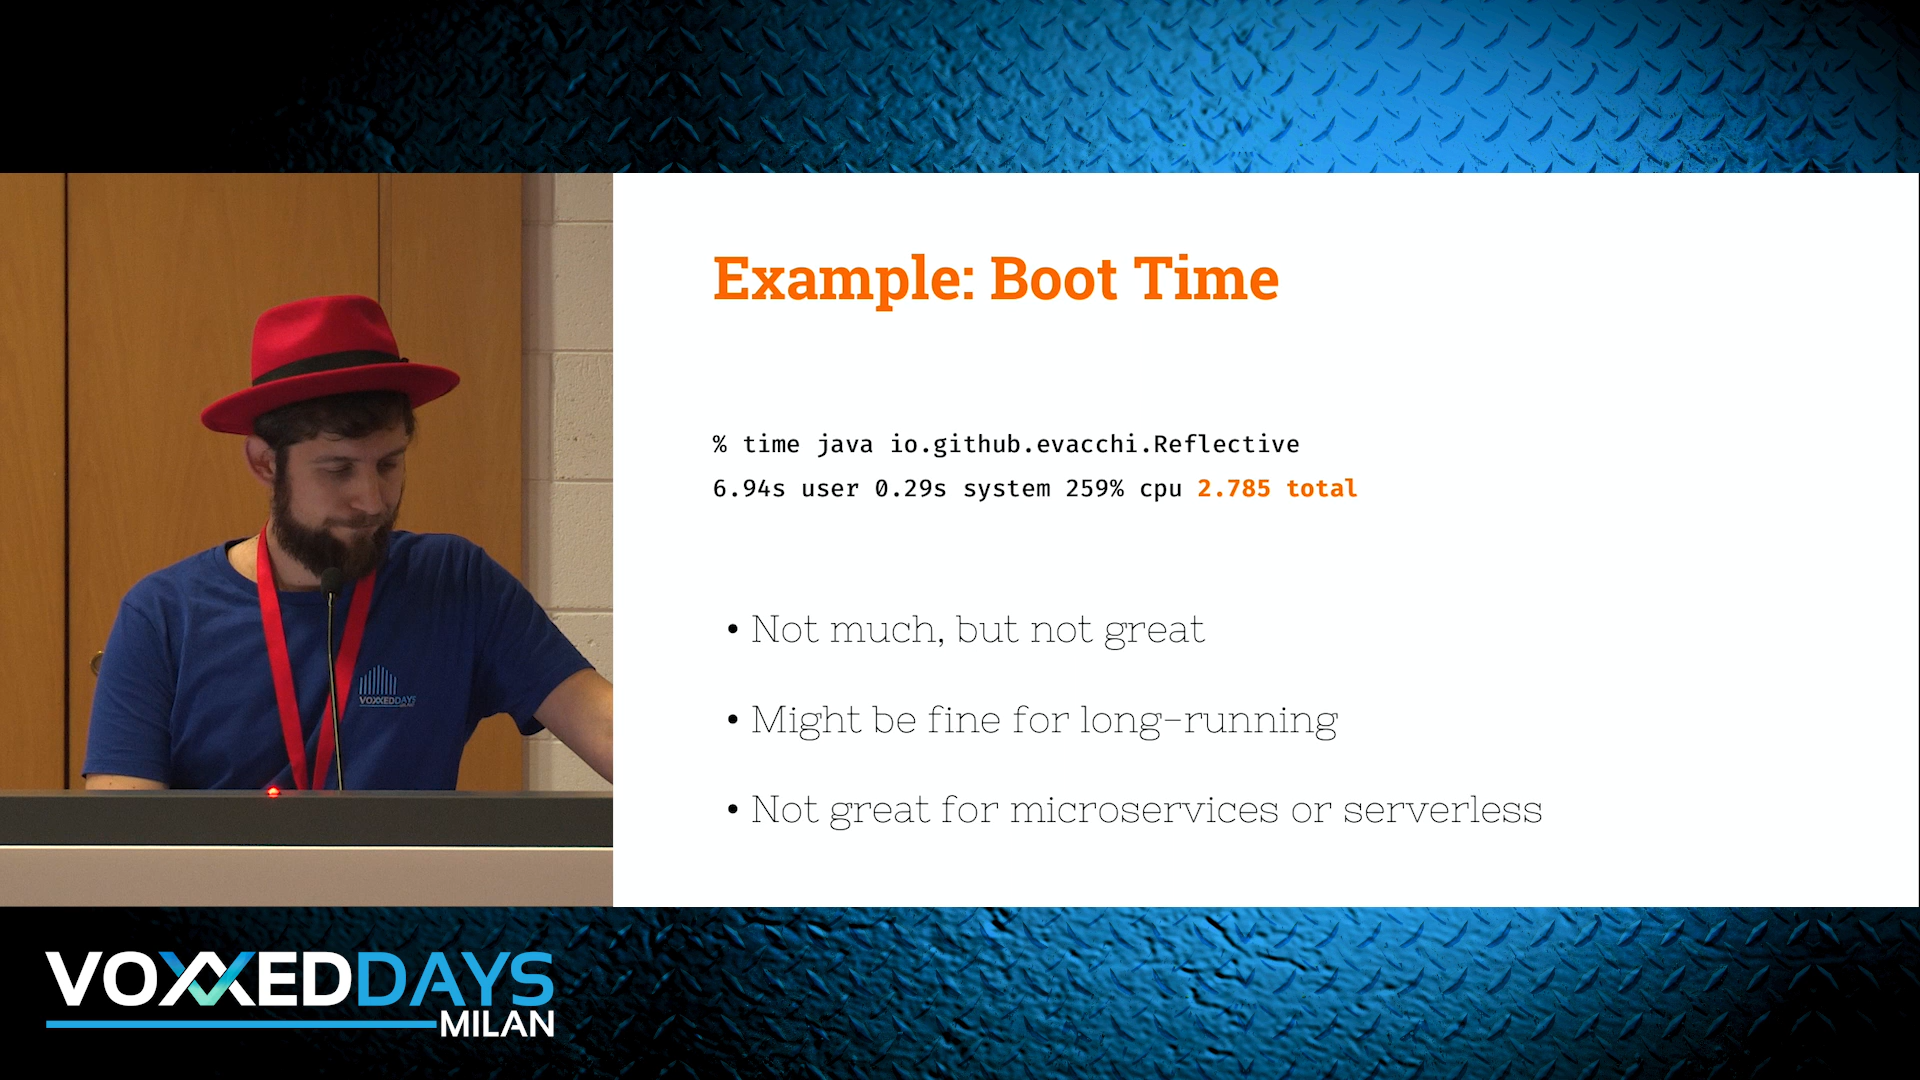 Example: Boot Time
% time java io.github.evacchi.Reflective
6.94s user 0.29s system 259% cpu 2.785 total
• Not much, but not great
• Might be fine for long-running
• Not great for microservices or serverless
VOXXEDDAYS
VOXXEDDAYS
MILAN